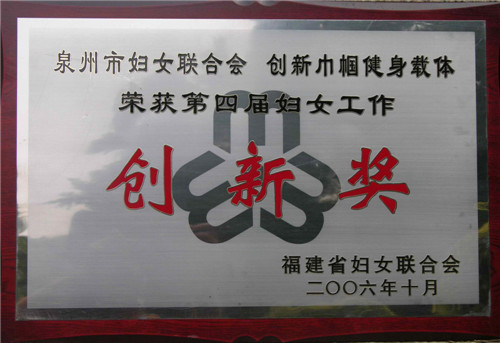 泉州市妇女联合会 创新巾帼健身载体
荣获第四届妇女工作
创新奖
福建省妇女联合会
二〇〇六年十月